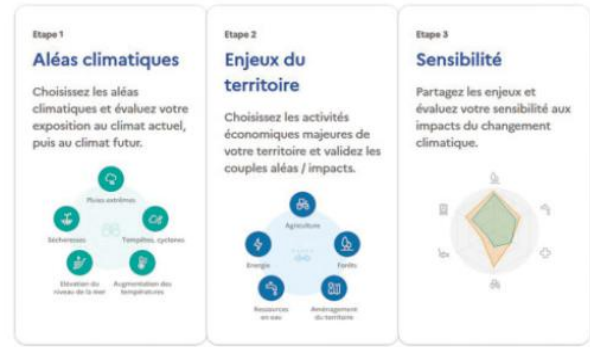 Etape 1
Aléas climatiques
Choisissez les aléas
climatiques et évaluez votre
exposition au climat actuel,
puis au climat futur.
Pluies extrêmes
Sécheresses
Tempêtes, cyclones
Elévation du
niveau de la mer
Augmentation des
températures
Etape 2
Enjeux du
territoire
Choisissez les activités
économiques majeures de
votre territoire et validez les
couples aléas / impacts.
Agriculture
Energie
Forêts
Ressources
en eau
Aménagement
du territoire
Etape 3
Sensibilité
Partagez les enjeux et
évaluez votre sensibilité aux
impacts du changement
climatique.